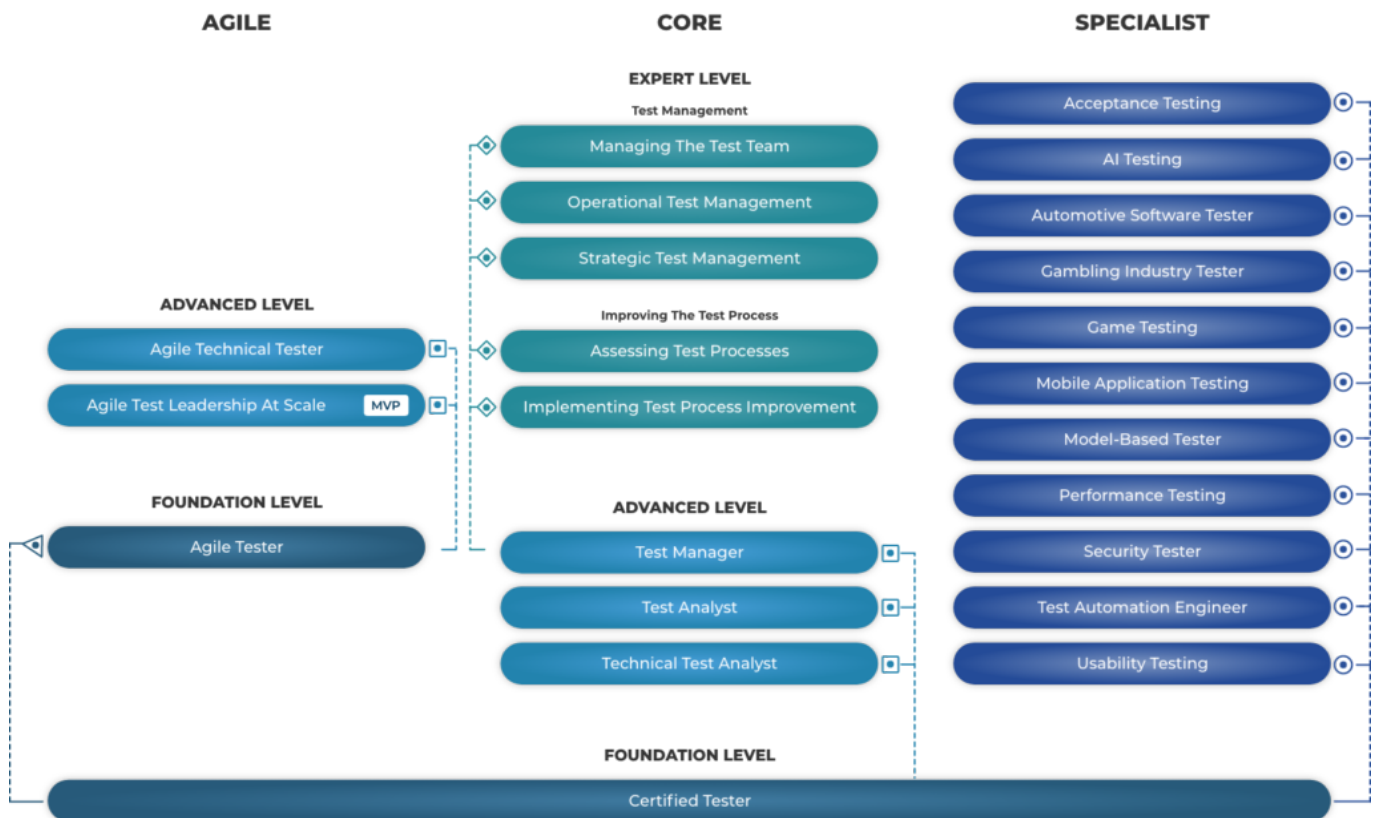 AGILE
CORE
SPECIALIST
ADVANCED LEVEL
Agile Technical Tester
Agile Test Leadership At Scale MVP
FOUNDATION LEVEL
Agile Tester
EXPERT LEVEL
Test Management
Managing The Test Team
Operational Test Management
Strategic Test Management
Improving The Test Process
Assessing Test Processes
Implementing Test Process Improvement
ADVANCED LEVEL
Test Manager
Test Analyst
Technical Test Analyst
Acceptance Testing
AI Testing
Automotive Software Tester
Gambling Industry Tester
Game Testing
Mobile Application Testing
Model-Based Tester
Performance Testing
Security Tester
Test Automation Engineer
Usability Testing
FOUNDATION LEVEL
Certified Tester